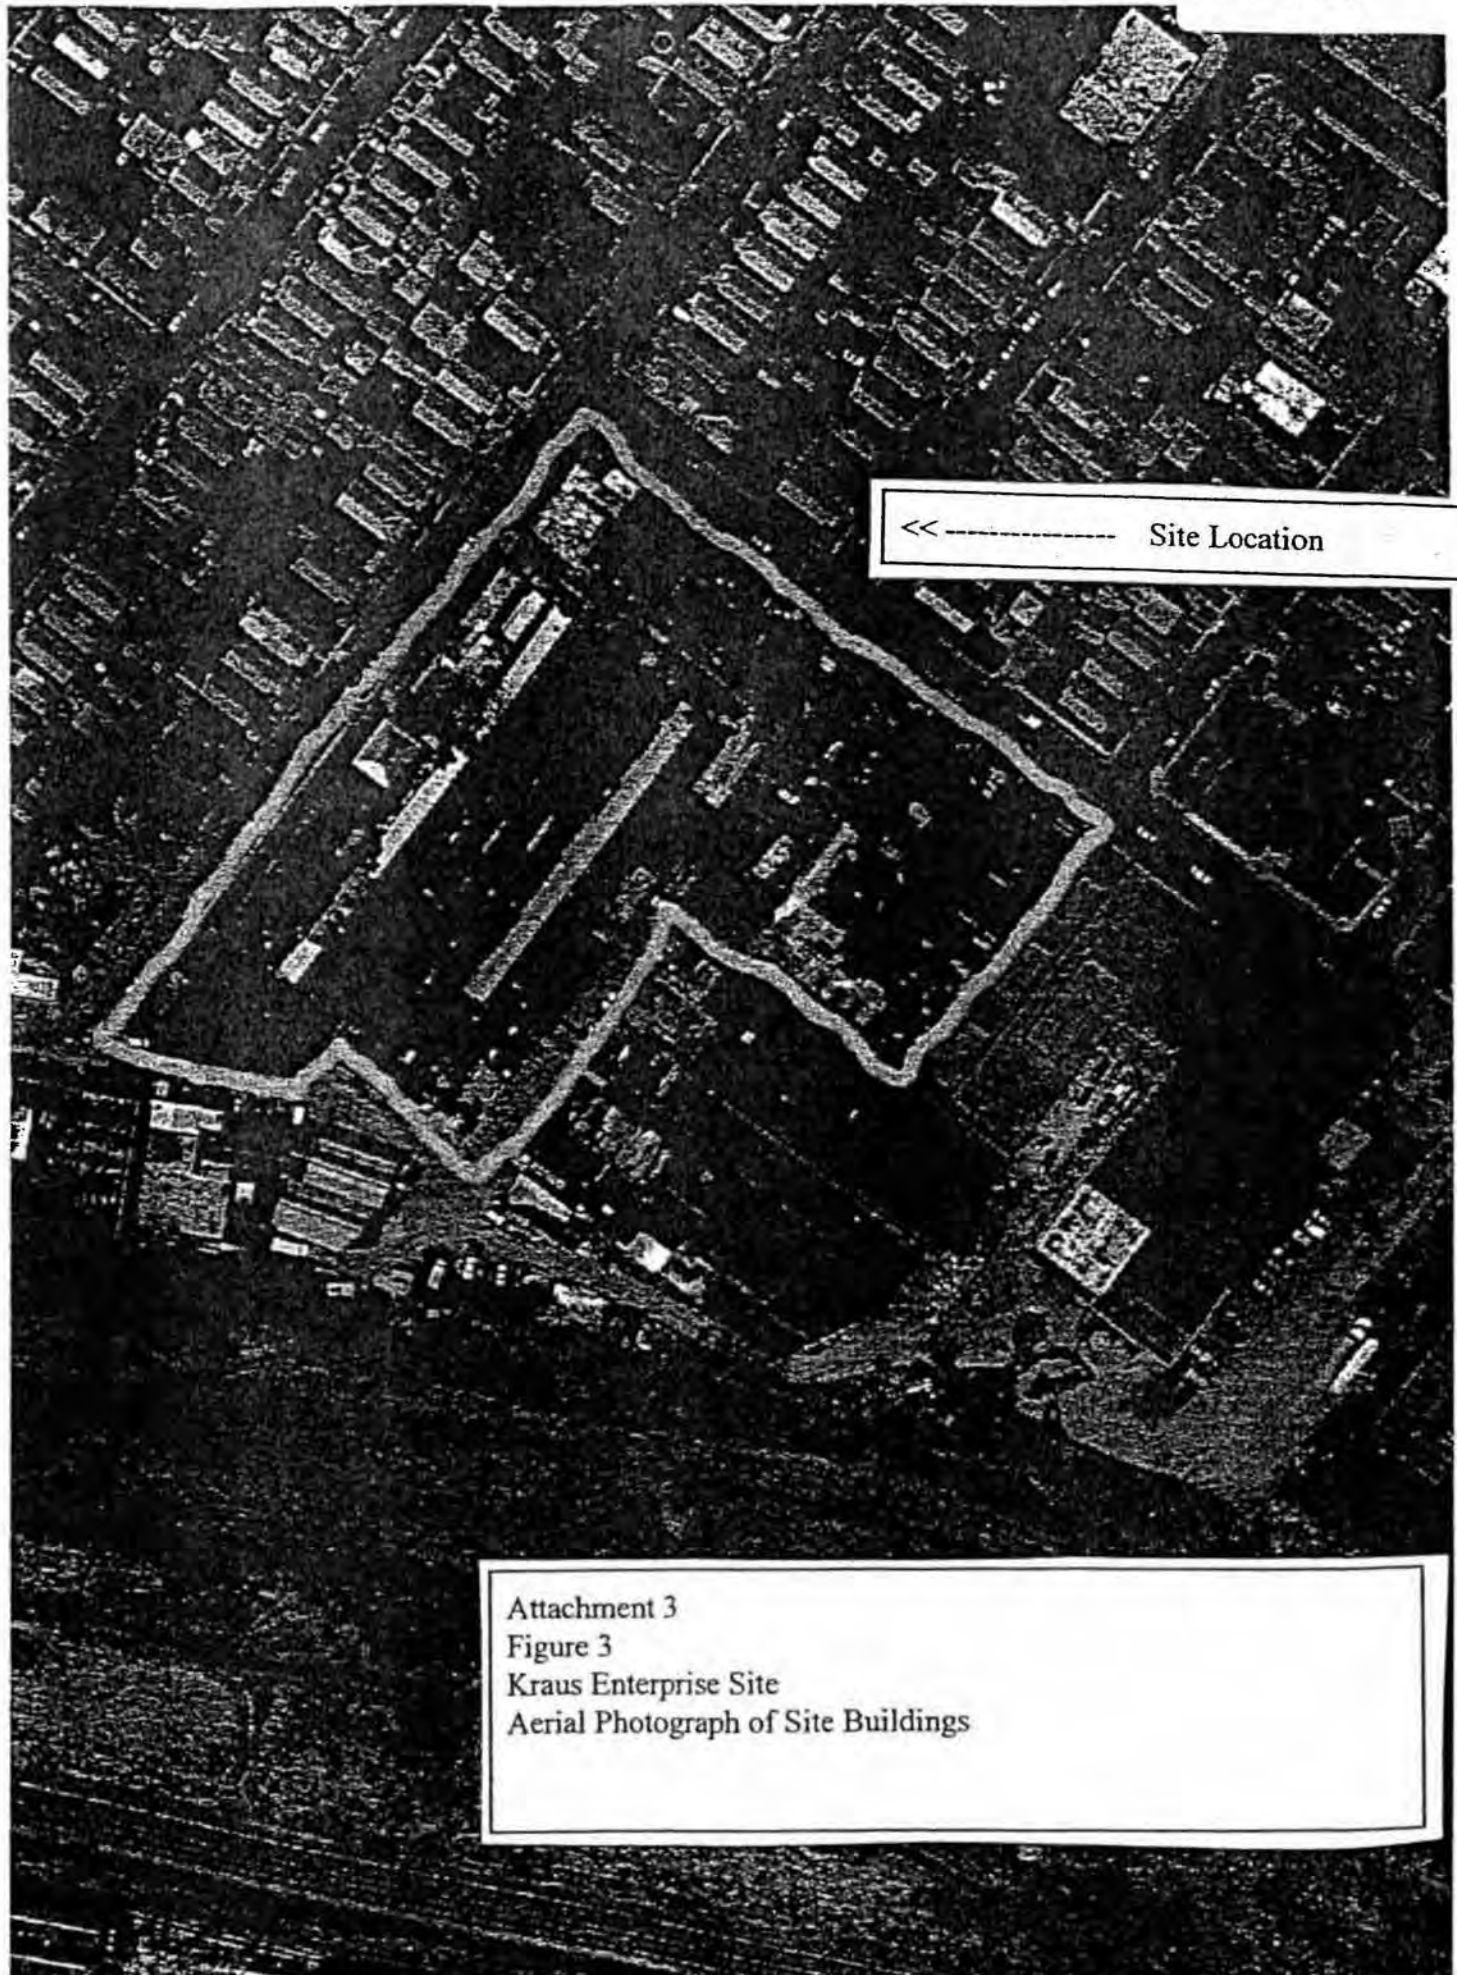 << ---------------- Site Location
Attachment 3
Figure 3
Kraus Enterprise Site
Aerial Photograph of Site Buildings